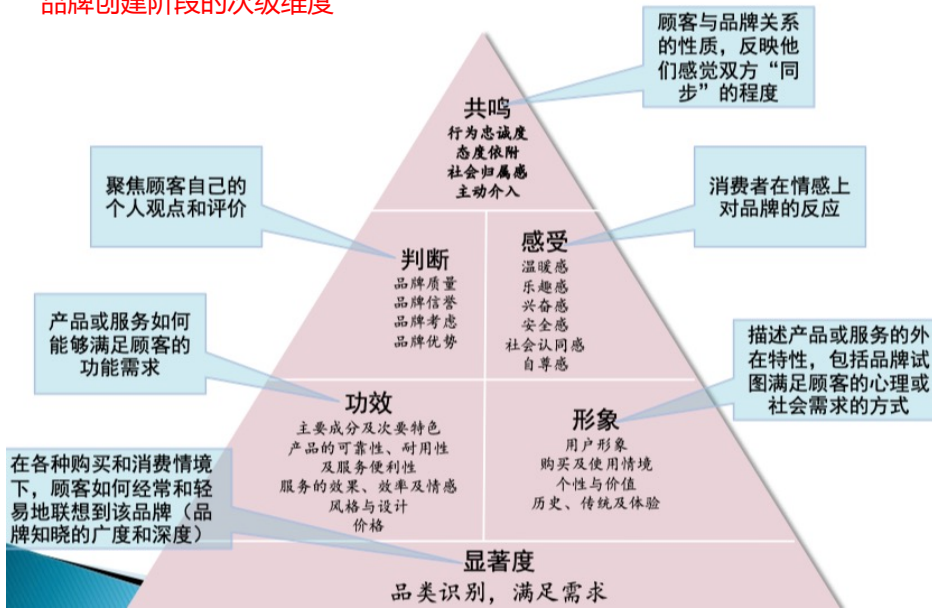 品牌创建阶段的次级维度
顾客与品牌关系
的性质，反映他
们感觉双方“同
步”的程度
共鸣
行为忠诚度
态度依附
社会归属感
主动介入
聚焦顾客自己的
个人观点和评价
消费者在情感上
对品牌的反应
判断
品牌质量
品牌信誉
品牌考虑
品牌优势
感受
温暖感
乐趣感
兴奋感
安全感
社会认同感
自尊感
产品或服务如何
能够满足顾客的
功能需求
描述产品或服务的外
在特性，包括品牌试
图满足顾客的心理或
社会需求的方式
功效
主要成分及次要特色
产品的可靠性、耐用性
及服务便利性
服务的效果、效率及情感
风格与设计
价格
形象
用户形象
购买及使用情境
个性与价值
历史、传统及体验
在各种购买和消费情境
下，顾客如何经常和轻
易地联想到该品牌（品
牌知晓的广度和深度）
显著度
品类识别，满足需求